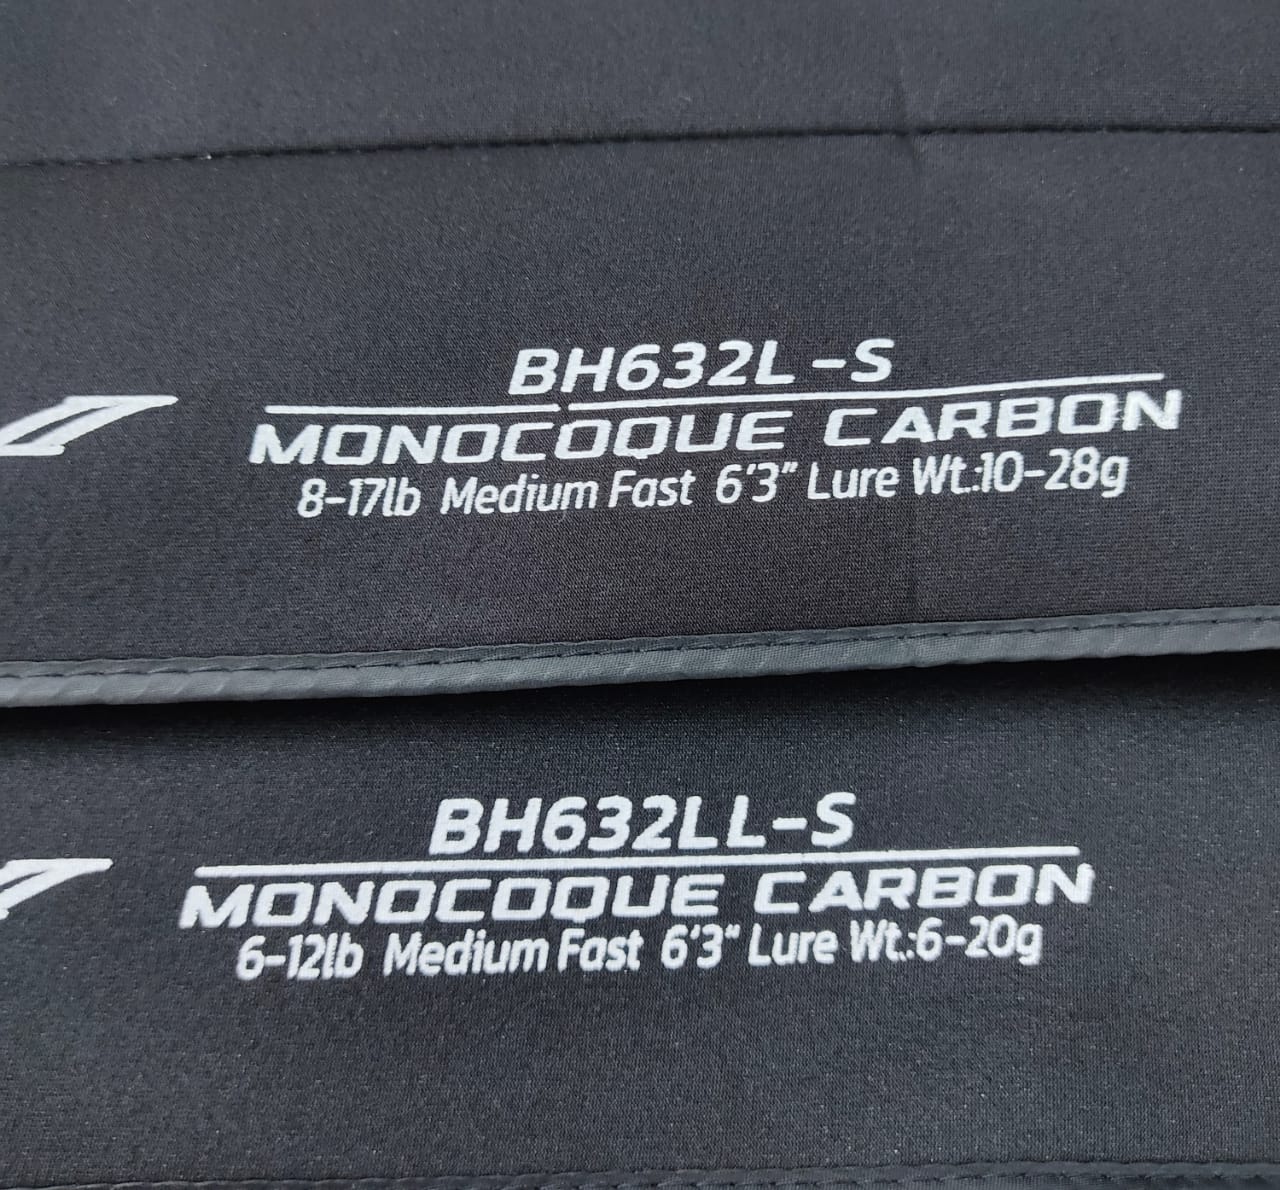 BH632L-S
MONOCOQUE CARBON
8-17lb Medium Fast 6'3" Lure Wt.:10-28g
BH632LL-S
MONOCOQUE CARBON
6-12lb Medium Fast 6'3" Lure Wt.:6-20g